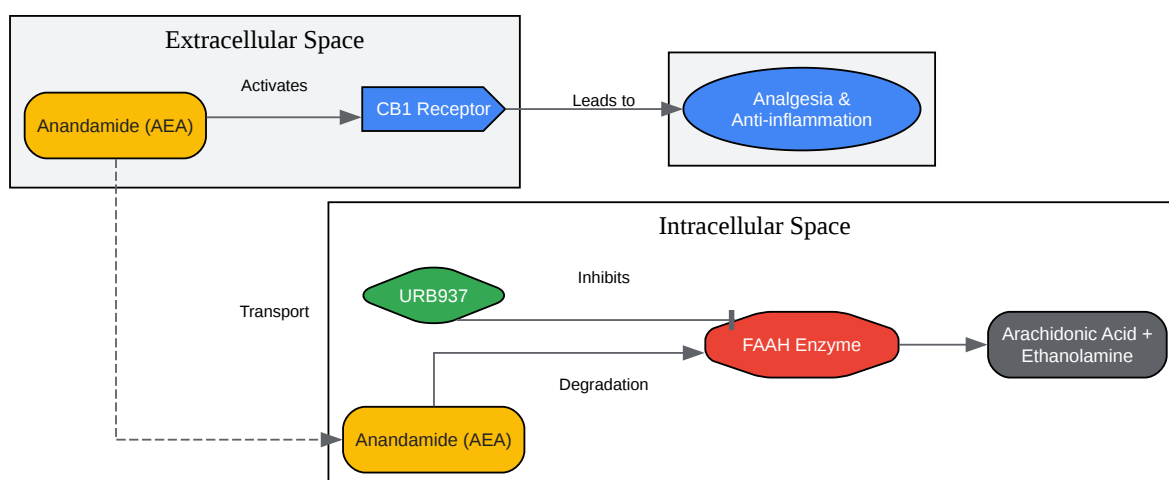 Extracellular Space
Activates
Anandamide (AEA)
CB1 Receptor
Leads to
Analgesia &
Anti-inflammation
Intracellular Space
Transport
URB937
Inhibits
FAAH Enzyme
Degradation
Arachidonic Acid +
Ethanolamine
Anandamide (AEA)